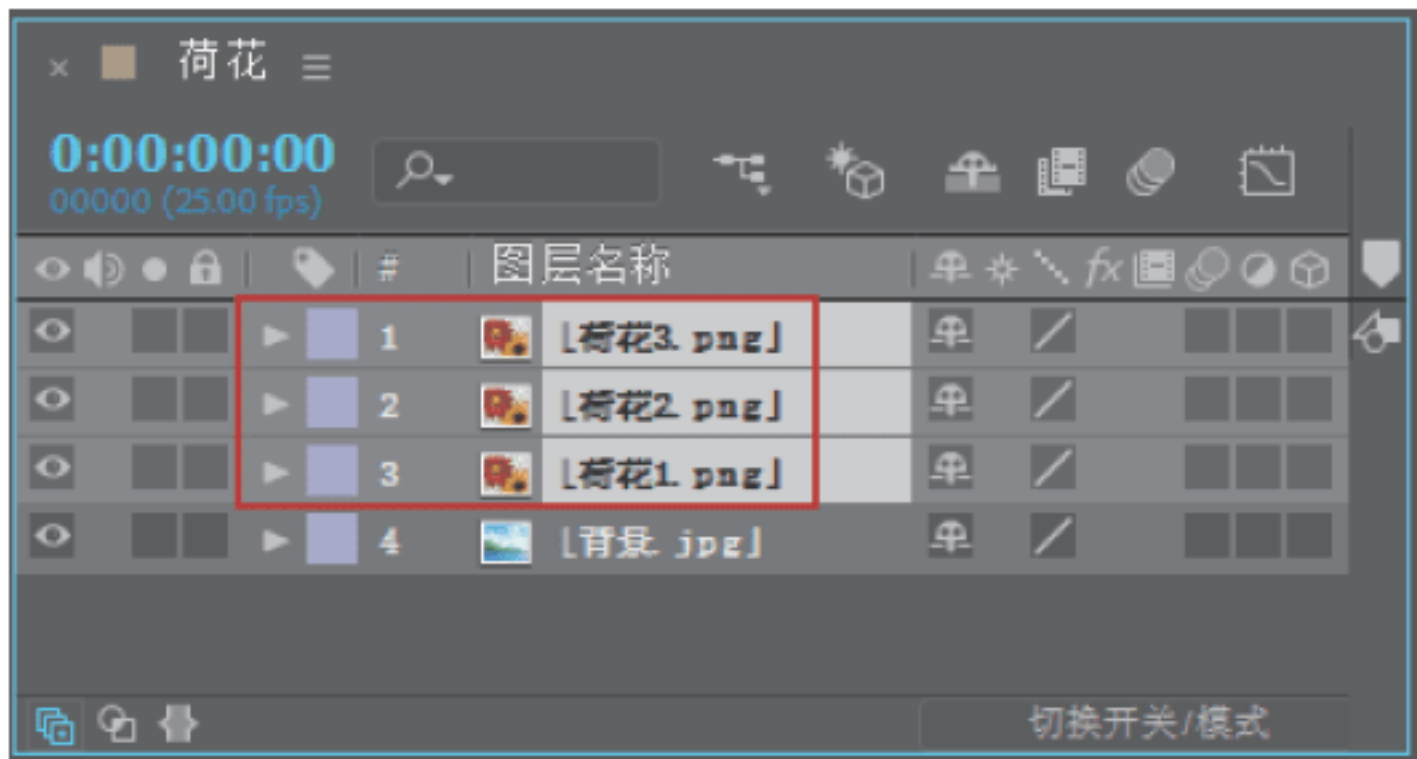 荷花
0:00:00:00
00000 (25.00 fps)
# 图层名称 fx
1 [荷花3.png]
2 [荷花2.png]
3 [荷花1.png]
4 [背景.jpg]
切换开关/模式